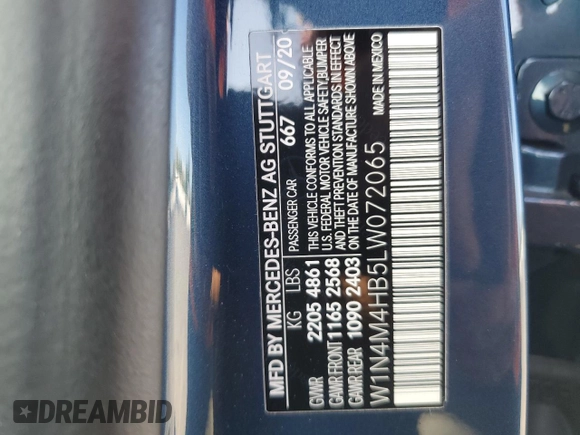 MFD BY MERCEDES-BENZ AG STUTTGART
KG LBS PASSENGER CAR 667 09/20
GVWR 2205 4861 THIS VEHICLE CONFORMS TO ALL APPLICABLE
GAWR FRONT 1165 2568 U.S. FEDERAL MOTOR VEHICLE SAFETY, BUMPER
GAWR REAR 1090 2403 AND THEFT PREVENTION STANDARDS IN EFFECT
ON THE DATE OF MANUFACTURE SHOWN ABOVE
W1N4M4HB5LW072065 MADE IN MEXICO
DREAMBID